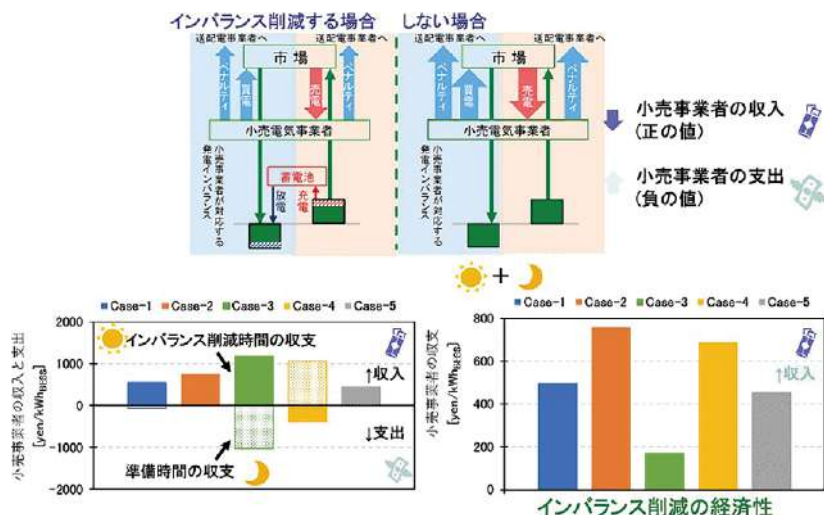 インバランス削減する場合
しない場合
送配電事業者へ
送配電事業者へ
送配電事業者へ
送配電事業者へ
市場
市場
ペナルティ
買電
売電
ペナルティ
ペナルティ
買電
売電
ペナルティ
小売電気事業者
小売電気事業者
小売事業者が対応する
発電インバランス
蓄電池
放電
充電
小売事業者が対応する
発電インバランス
小売事業者の収入
(正の値)
小売事業者の支出
(負の値)
+
Case-1 Case-2 Case-3 Case-4 Case-5
小売事業者の収入と支出
[yen/kWhBESS]
2000
1000
0
-1000
-2000
インバランス削減時間の収支
↑収入
↓支出
準備時間の収支
Case-1 Case-2 Case-3 Case-4 Case-5
小売事業者の収支
[yen/kWhBESS]
800
600
400
200
0
↑収入
インバランス削減の経済性